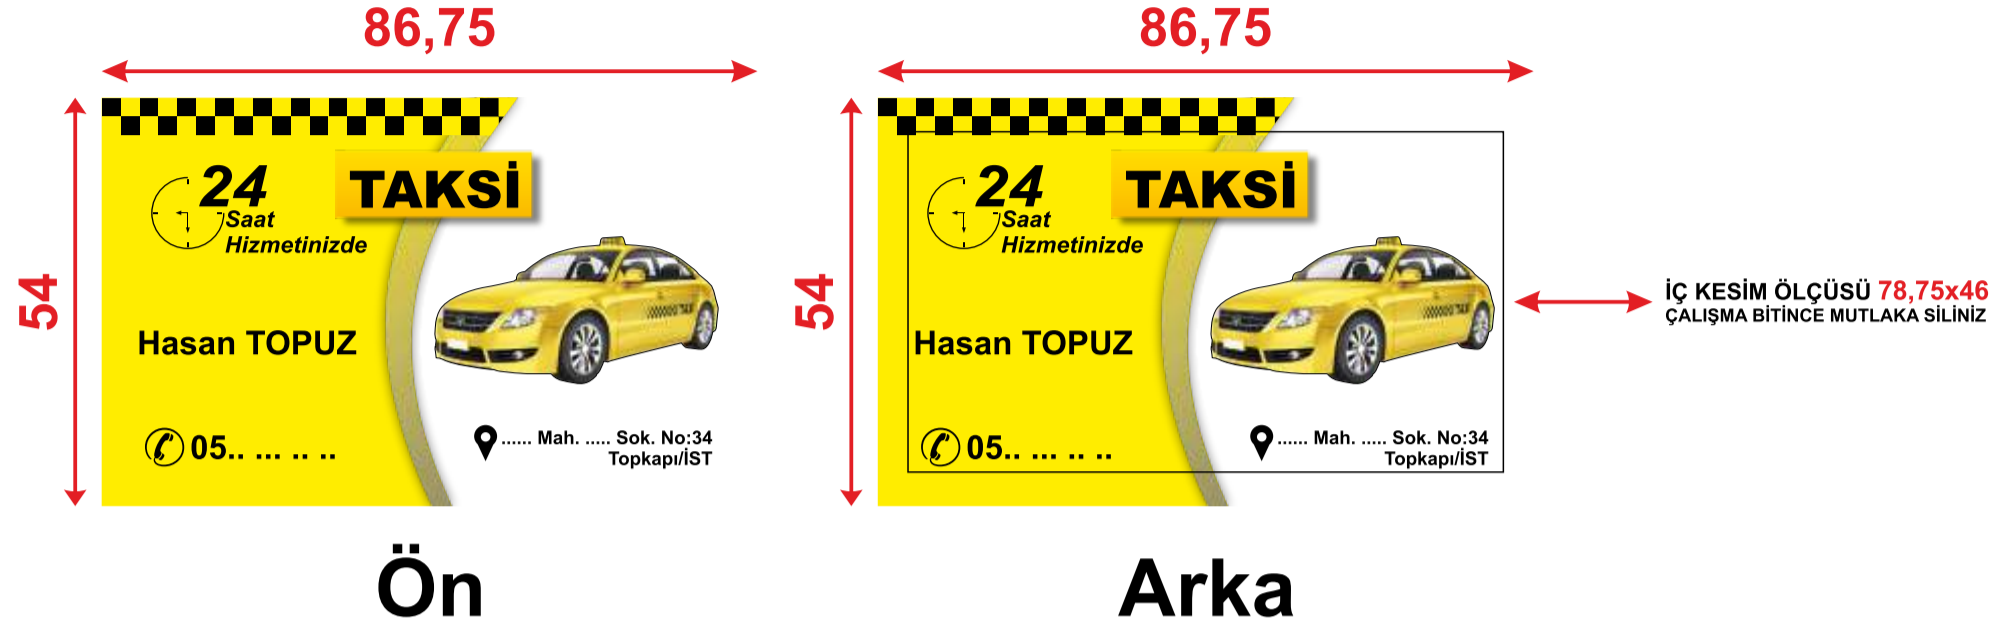 86,75
54
24
Saat
Hizmetinizde
TAKSİ
Hasan TOPUZ
TAXI
05.. ... .. ..
...... Mah. ..... Sok. No:34
Topkapı/İST
Ön
86,75
54
24
Saat
Hizmetinizde
TAKSİ
Hasan TOPUZ
TAXI
05.. ... .. ..
...... Mah. ..... Sok. No:34
Topkapı/İST
Arka
İÇ KESİM ÖLÇÜSÜ 78,75x46
ÇALIŞMA BİTİNCE MUTLAKA SİLİNİZ